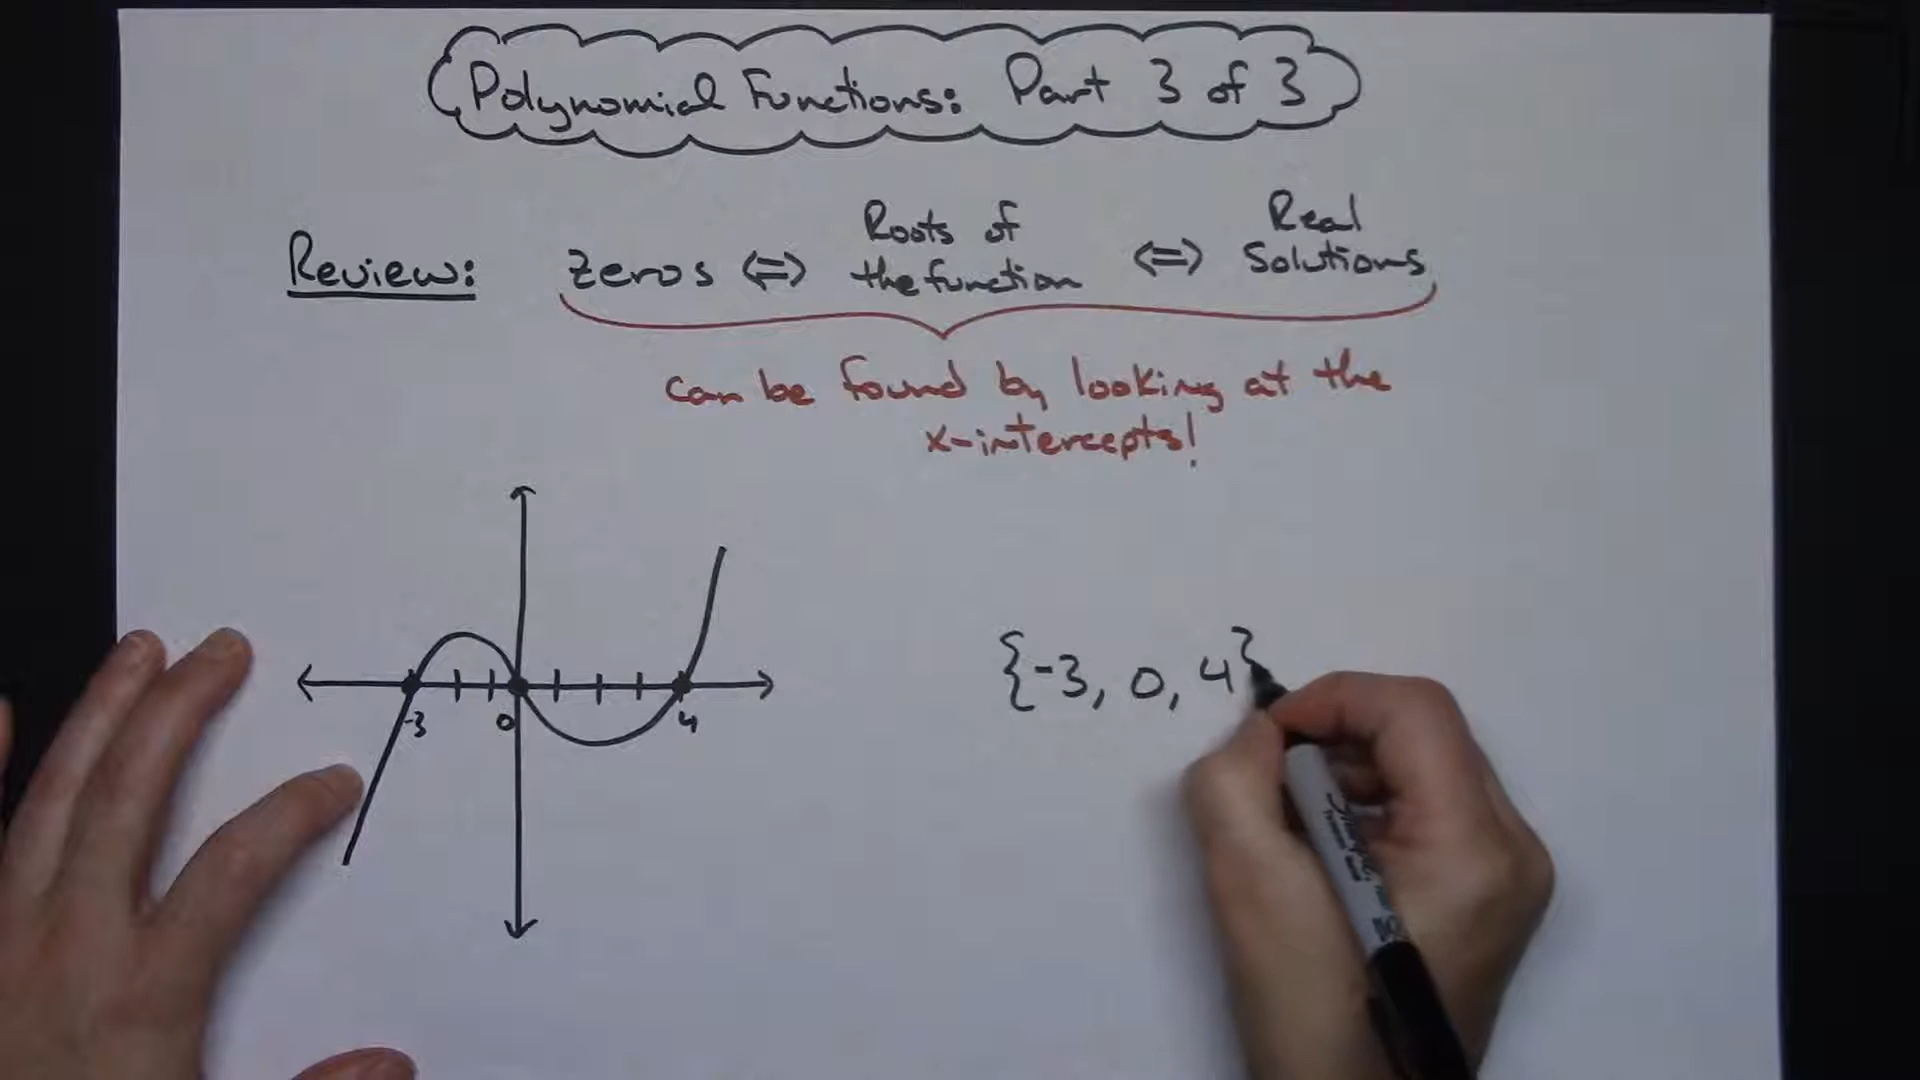 Polynomial Functions: Part 3 of 3
Review: Zeros <=> Roots of the function <=> Real Solutions
can be found by looking at the
x-intercepts!
-3 0 4
{-3, 0, 4}
Sharpie